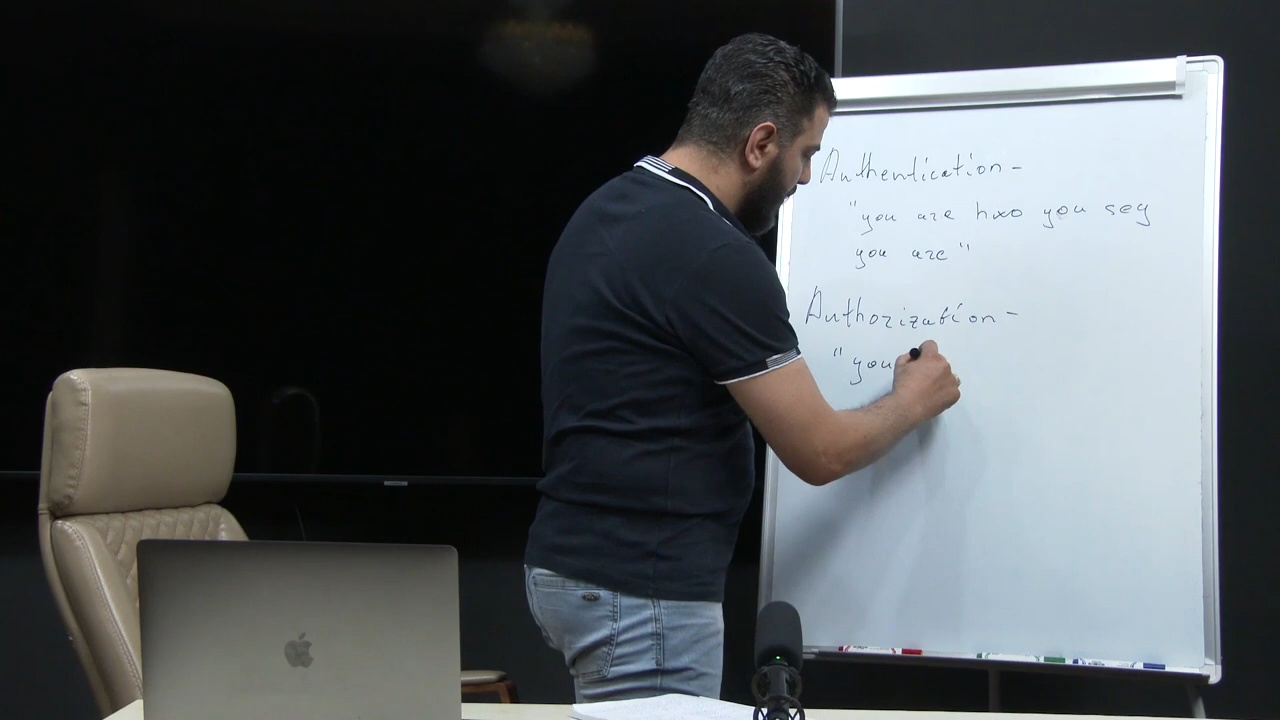 Authentication -
"you are hwo you sey
you are"
Authorization -
"you